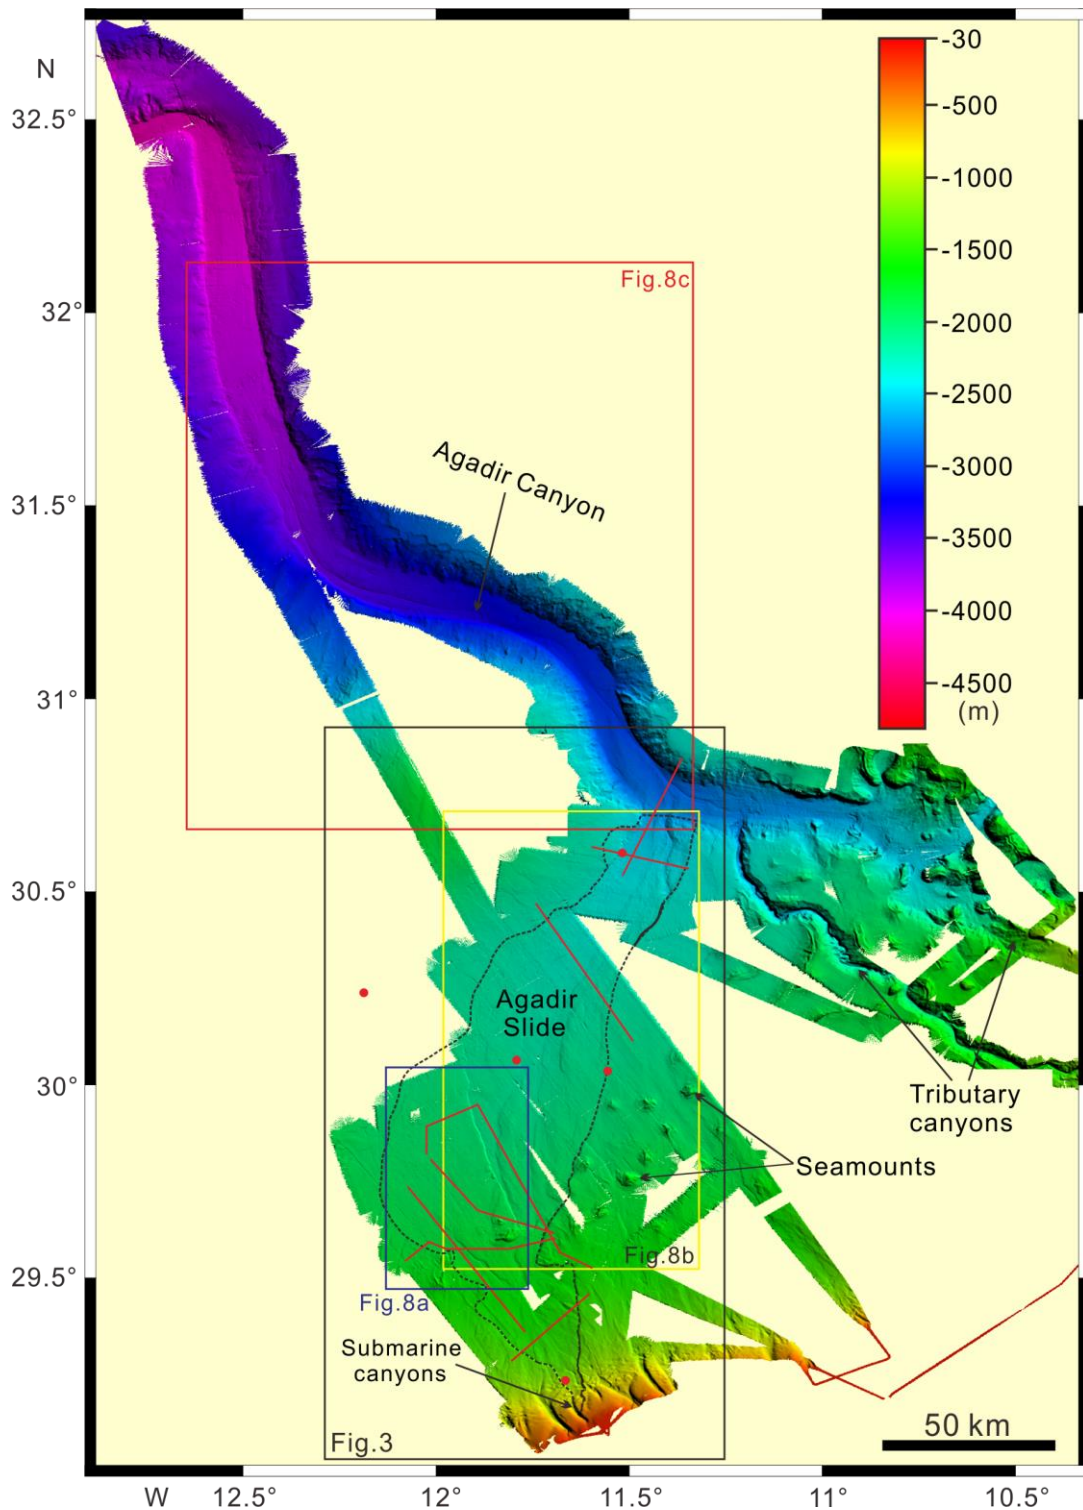 N
32.5°
32°
31.5°
31°
30.5°
30°
29.5°
-30
-500
-1000
-1500
-2000
-2500
-3000
-3500
-4000
-4500
(m)
Fig.8c
Agadir Canyon
Agadir
Slide
Tributary
canyons
Seamounts
Fig.8b
Fig.8a
Submarine
canyons
Fig.3
50 km
W
12.5°
12°
11.5°
11°
10.5°